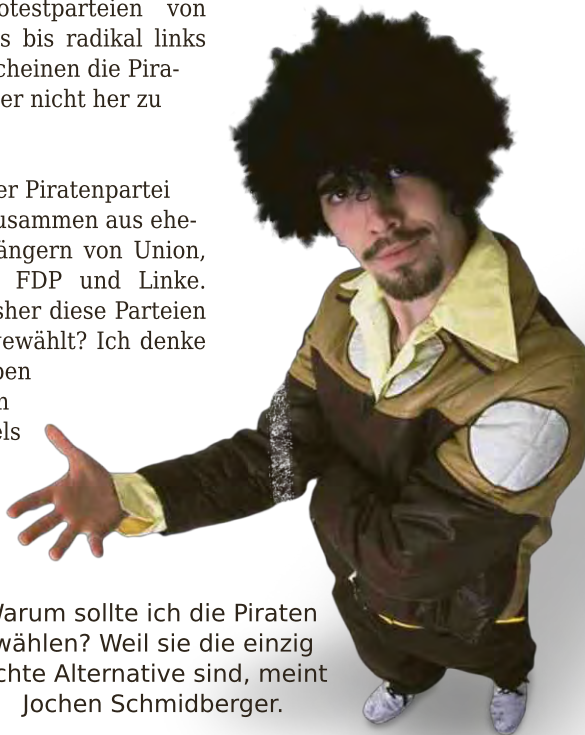 otestparteien von
s bis radikal links
cheinen die Pira-
er nicht her zu
er Piratenpartei
usammen aus ehe-
ängern von Union,
FDP und Linke.
sher diese Parteien
ewählt? Ich denke
ben
n
els
arum sollte ich die Piraten
wählen? Weil sie die einzig
chte Alternative sind, meint
Jochen Schmidberger.